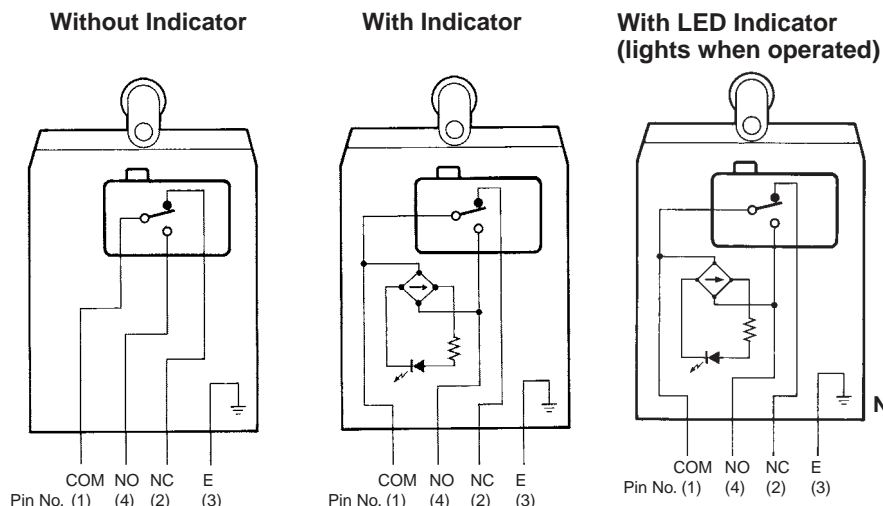 Without Indicator
With Indicator
With LED Indicator
(lights when operated)
COM NO NC E
Pin No. (1) (4) (2) (3)
COM NO NC E
Pin No. (1) (4) (2) (3)
COM NO NC E
Pin No. (1) (4) (2) (3)
N